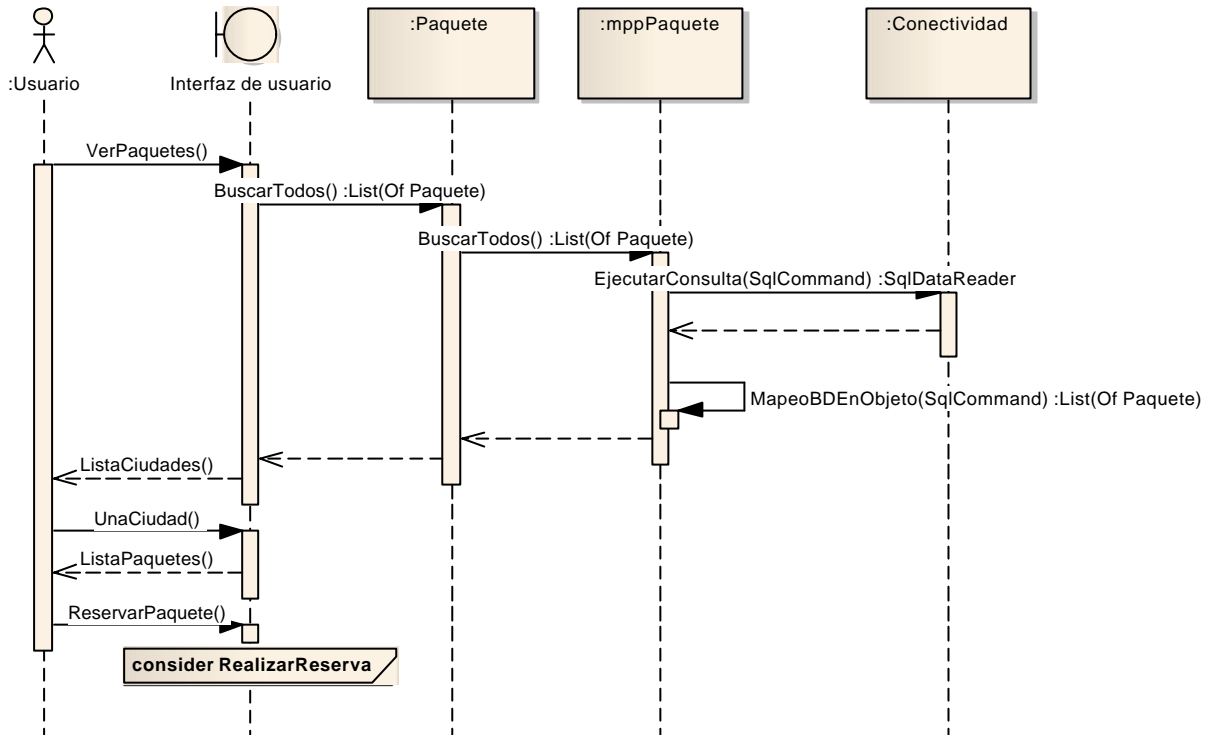 :Usuario
Interfaz de usuario
:Paquete
:mppPaquete
:Conectividad
VerPaquetes()
BuscarTodos() :List(Of Paquete)
BuscarTodos() :List(Of Paquete)
EjecutarConsulta(SqlCommand) :SqlDataReader
MapeoBDEnObjeto(SqlCommand) :List(Of Paquete)
ListaCiudades()
UnaCiudad()
ListaPaquetes()
ReservarPaquete()
consider RealizarReserva